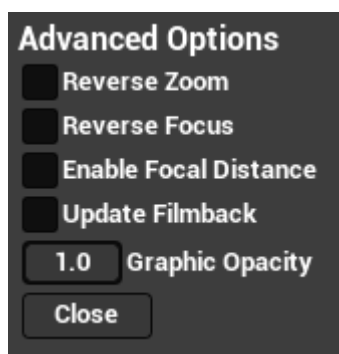 Advanced Options
Reverse Zoom
Reverse Focus
Enable Focal Distance
Update Filmback
1.0 Graphic Opacity
Close